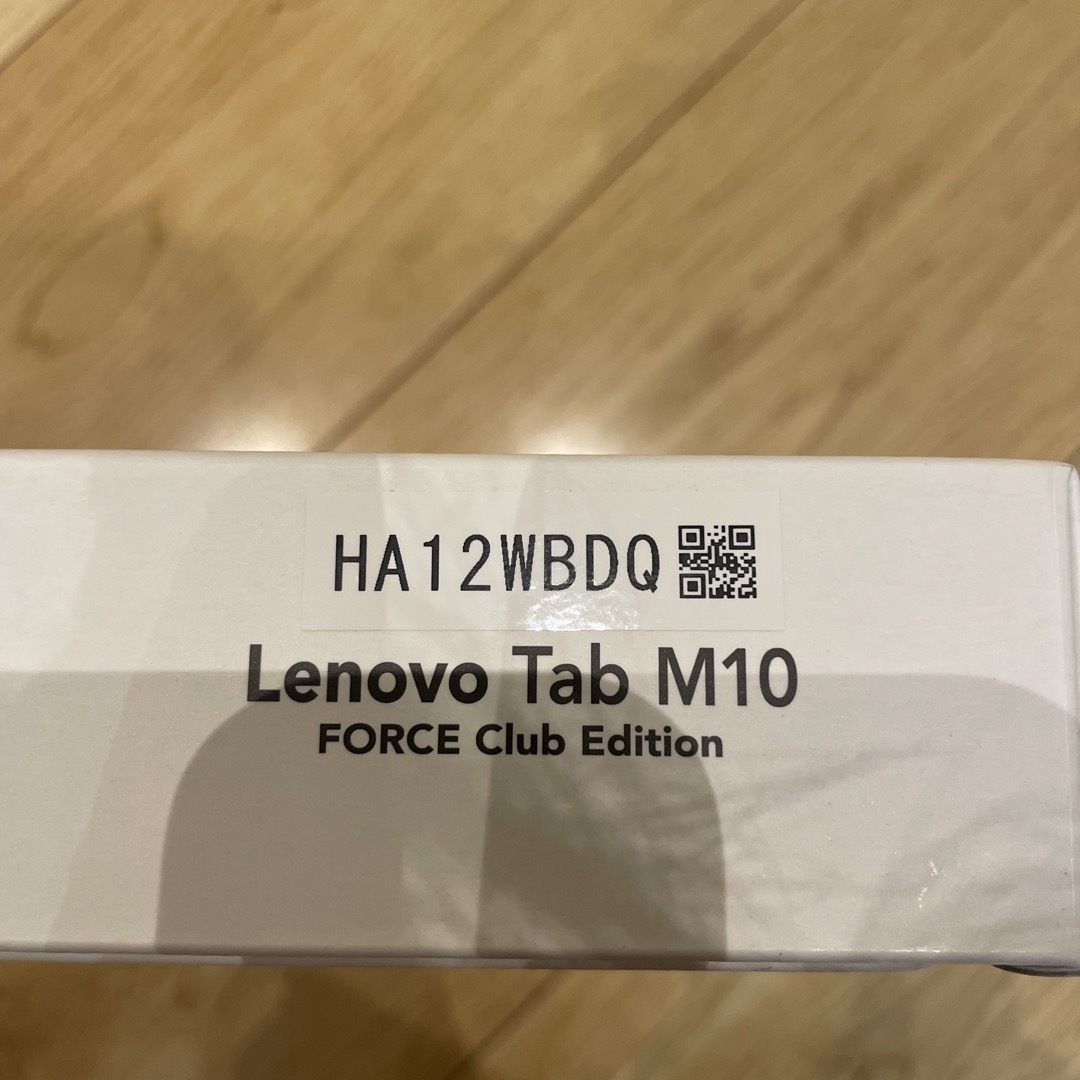 HA12WBDQ
Lenovo Tab M10
FORCE Club Edition